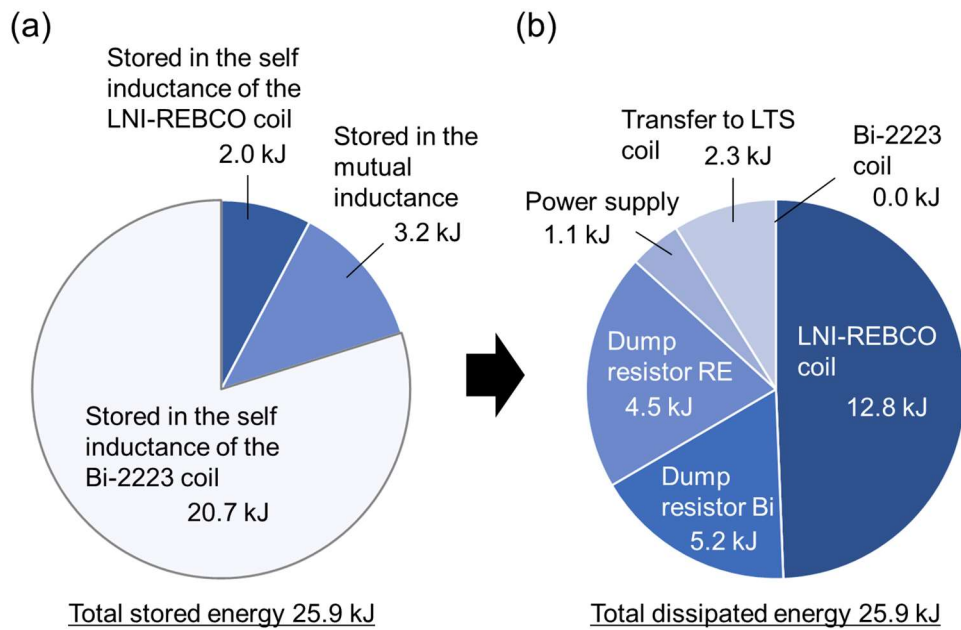 (a)
Stored in the self
inductance of the
LNI-REBCO coil
2.0 kJ
Stored in the
mutual
inductance
3.2 kJ
Stored in the self
inductance of the
Bi-2223 coil
20.7 kJ
Total stored energy 25.9 kJ
(b)
Transfer to LTS
coil
2.3 kJ
Bi-2223
coil
0.0 kJ
Power supply
1.1 kJ
LNI-REBCO
coil
12.8 kJ
Dump
resistor RE
4.5 kJ
Dump
resistor Bi
5.2 kJ
Total dissipated energy 25.9 kJ